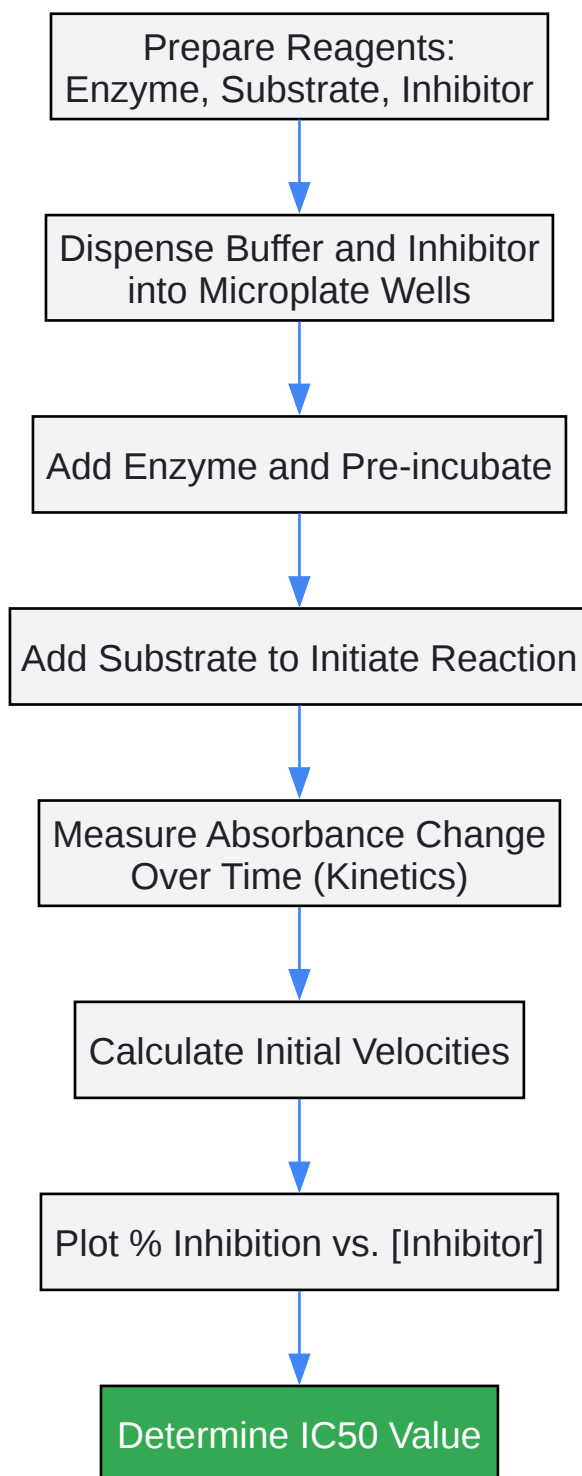 Prepare Reagents:
Enzyme, Substrate, Inhibitor
Dispense Buffer and Inhibitor
into Microplate Wells
Add Enzyme and Pre-incubate
Add Substrate to Initiate Reaction
Measure Absorbance Change
Over Time (Kinetics)
Calculate Initial Velocities
Plot % Inhibition vs. [Inhibitor]
Determine IC50 Value